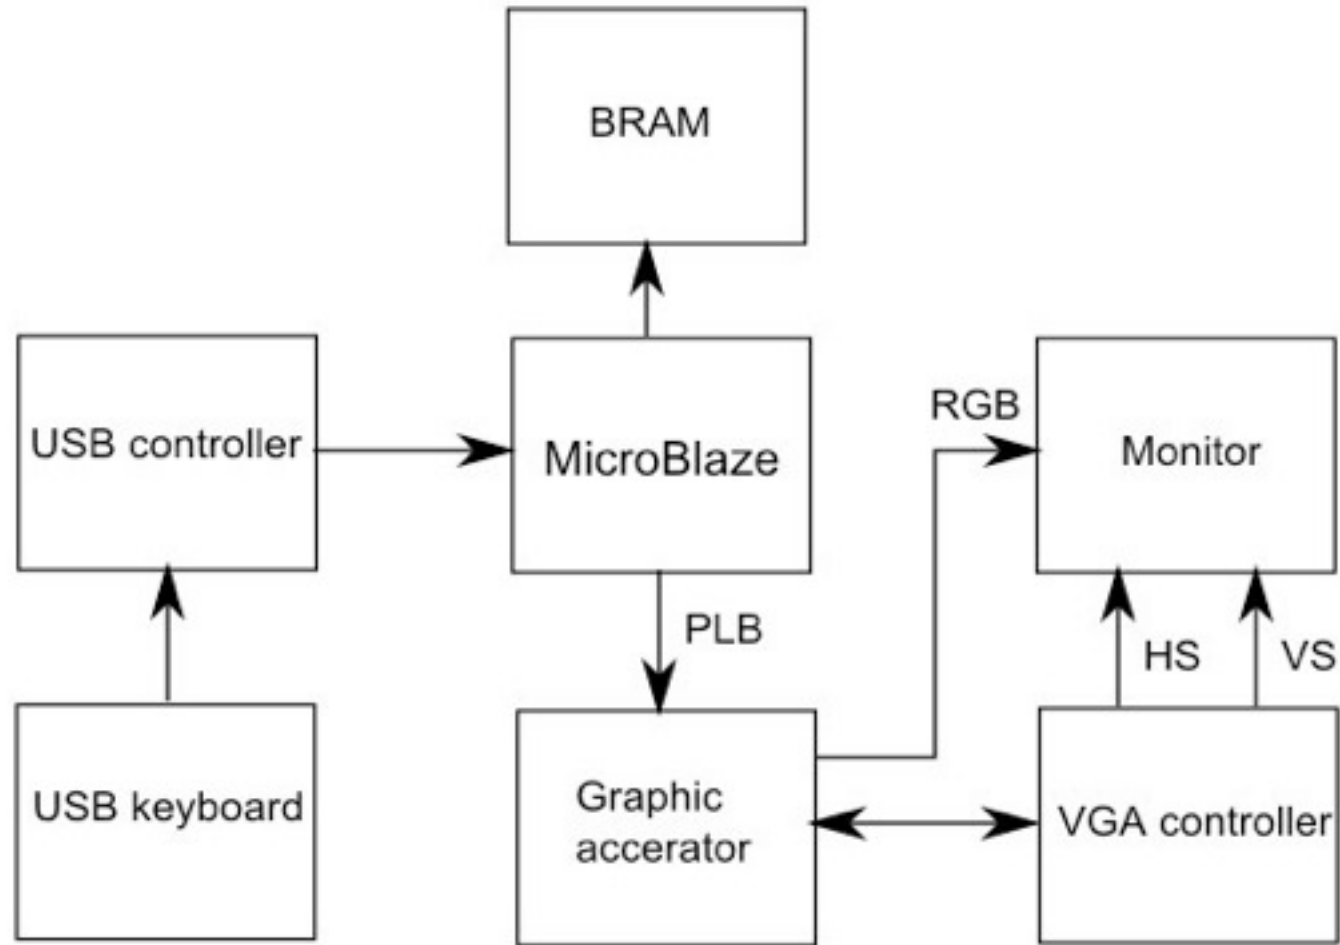 BRAM
USB controller
MicroBlaze
RGB
Monitor
PLB
HS
VS
USB keyboard
Graphic
accerator
VGA controller